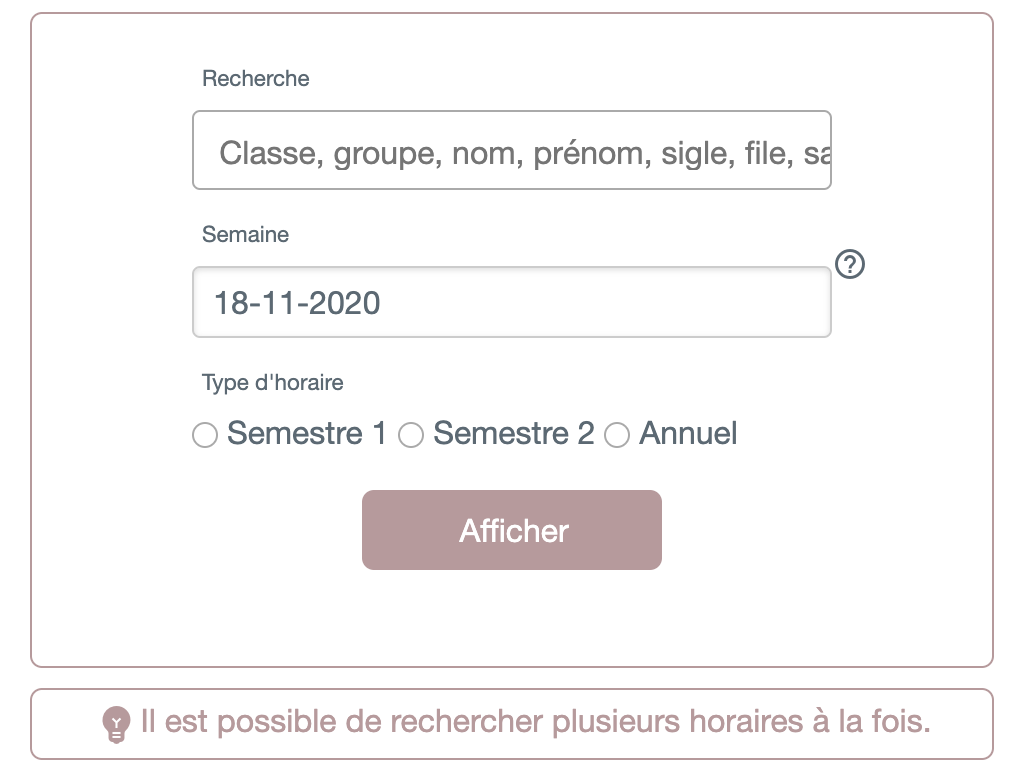 Recherche
Classe, groupe, nom, prénom, sigle, file,
Semaine
18-11-2020
?
Type d'horaire
Semestre 1 Semestre 2 Annuel
Afficher
Il est possible de rechercher plusieurs horaires à la fois.